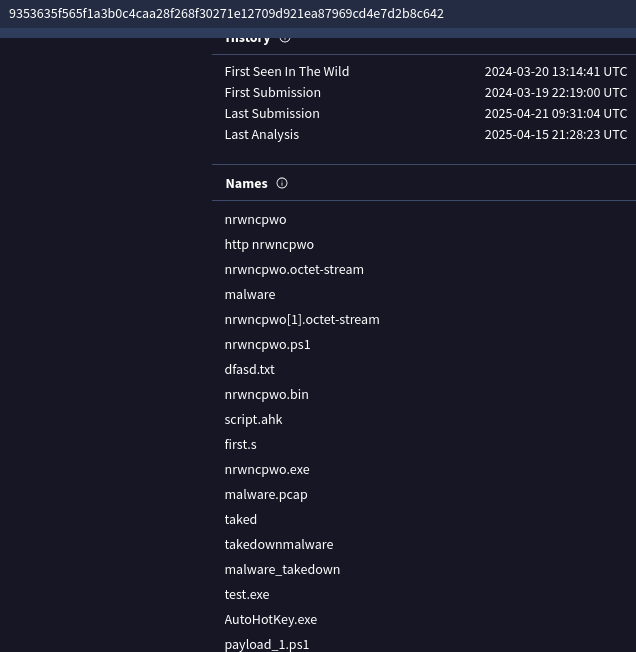 9353635f565f1a3b0c4caa28f268f30271e12709d921ea87969cd4e7d2b8c642
History
First Seen In The Wild 2024-03-20 13:14:41 UTC
First Submission 2024-03-19 22:19:00 UTC
Last Submission 2025-04-21 09:31:04 UTC
Last Analysis 2025-04-15 21:28:23 UTC
Names
nrwncpwo
http nrwncpwo
nrwncpwo.octet-stream
malware
nrwncpwo[1].octet-stream
nrwncpwo.ps1
dfasd.txt
nrwncpwo.bin
script.ahk
first.s
nrwncpwo.exe
malware.pcap
taked
takedownmalware
malware_takedown
test.exe
AutoHotKey.exe
payload_1.ps1